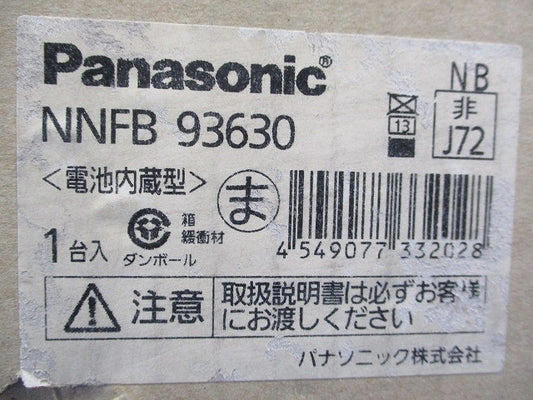 Panasonic®
NB
NNFB 93630
13
非
J72
<電池内蔵型>
ま
1台入
箱
緩衝材
ダンボール
4 549077 332028
注意
取扱説明書は必ずお客様
にお渡しください
パナソニック株式会社